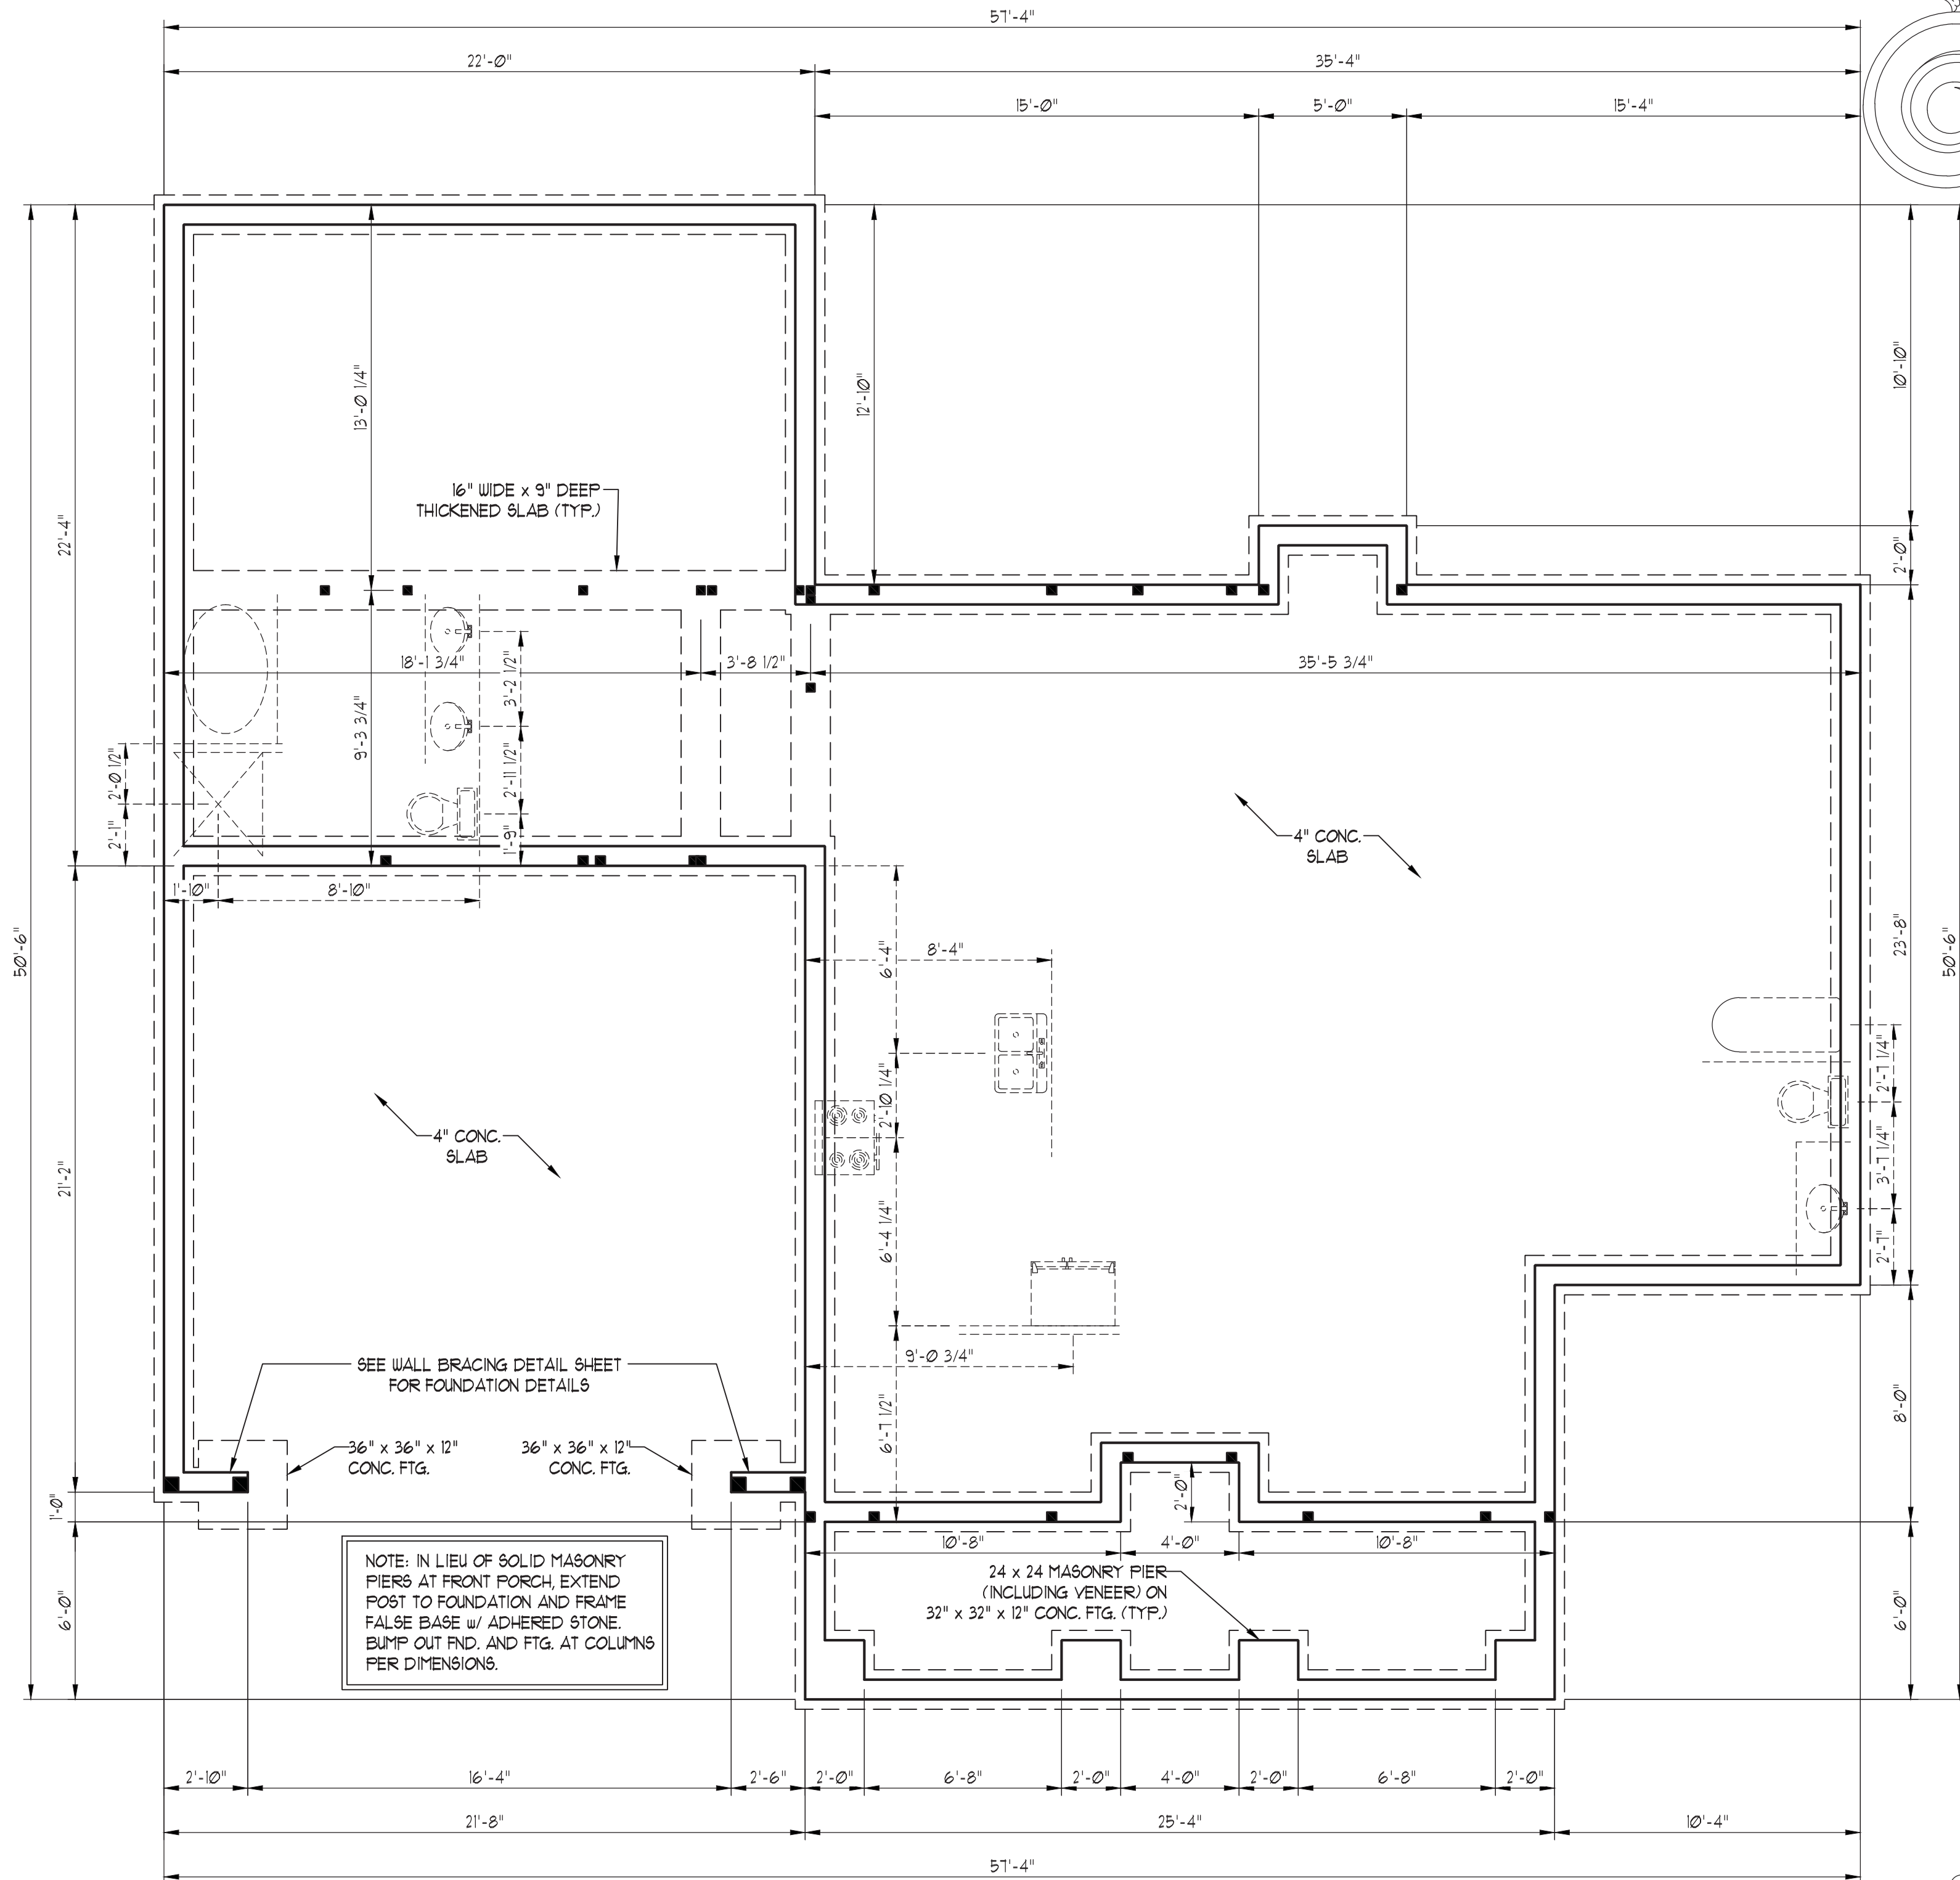 57'-4"
22'-0"
35'-4"
15'-0"
5'-0"
15'-4"
13'-0 1/4"
12'-10"
10'-10"
16" WIDE x 9" DEEP
THICKENED SLAB (TYP.)
22'-4"
2'-0"
18'-1 3/4"
3'-8 1/2"
35'-5 3/4"
3'-2 1/2"
9'-3 3/4"
2'-0 1/2"
2'-11 1/2"
2'-1"
1'-9"
4" CONC.
SLAB
1'-10"
8'-10"
50'-6"
6'-4"
8'-4"
23'-8"
50'-6"
2'-10 1/4"
2'-7 1/4"
4" CONC.
SLAB
21'-2"
3'-7 1/4"
6'-4 1/4"
2'-7"
SEE WALL BRACING DETAIL SHEET
FOR FOUNDATION DETAILS
9'-0 3/4"
6'-7 1/2"
8'-0"
36" x 36" x 12"
CONC. FTG.
36" x 36" x 12"
CONC. FTG.
2'-0"
1'-0"
10'-8"
4'-0"
10'-8"
NOTE: IN LIEU OF SOLID MASONRY
PIERS AT FRONT PORCH, EXTEND
POST TO FOUNDATION AND FRAME
FALSE BASE w/ ADHERED STONE.
BUMP OUT FND. AND FTG. AT COLUMNS
PER DIMENSIONS.
24 x 24 MASONRY PIER
(INCLUDING VENEER) ON
32" x 32" x 12" CONC. FTG. (TYP.)
6'-0"
6'-0"
2'-10"
16'-4"
2'-6"
2'-0"
6'-8"
2'-0"
4'-0"
2'-0"
6'-8"
2'-0"
21'-8"
25'-4"
10'-4"
57'-4"